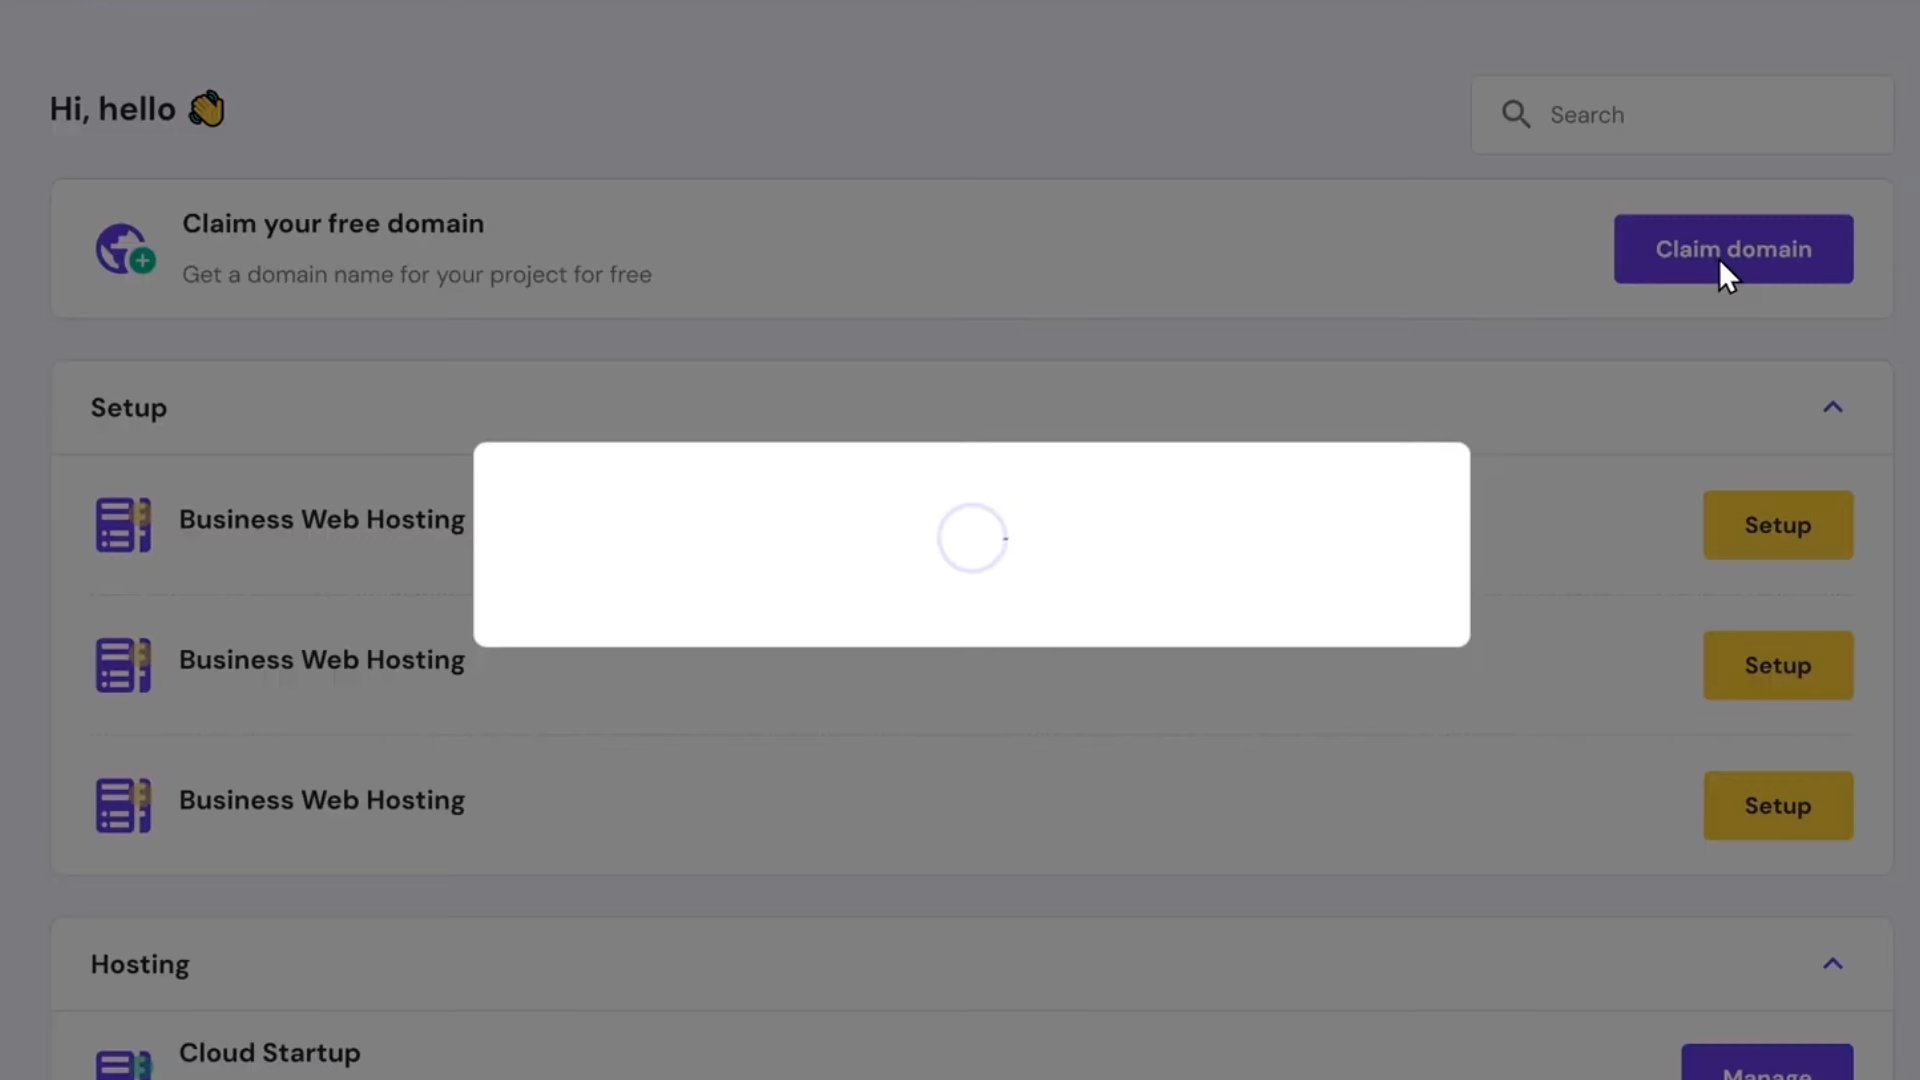 Hi, hello 👋
Search
Claim your free domain
Get a domain name for your project for free
Claim domain
Setup
Business Web Hosting
Setup
Business Web Hosting
Setup
Business Web Hosting
Setup
Hosting
Cloud Startup
Manage